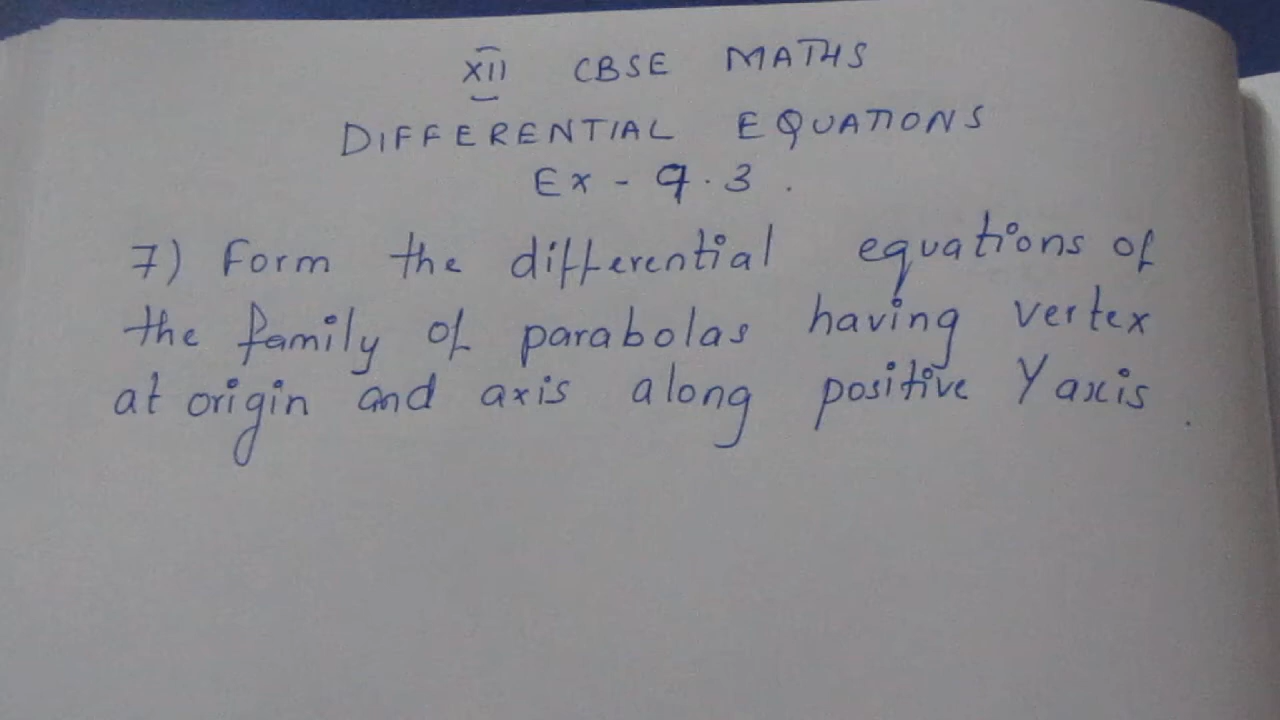 XII CBSE MATHS
DIFFERENTIAL EQUATIONS
Ex - 9.3.
7) Form the differential equations of
the family of parabolas having vertex
at origin and axis along positive Y axis.